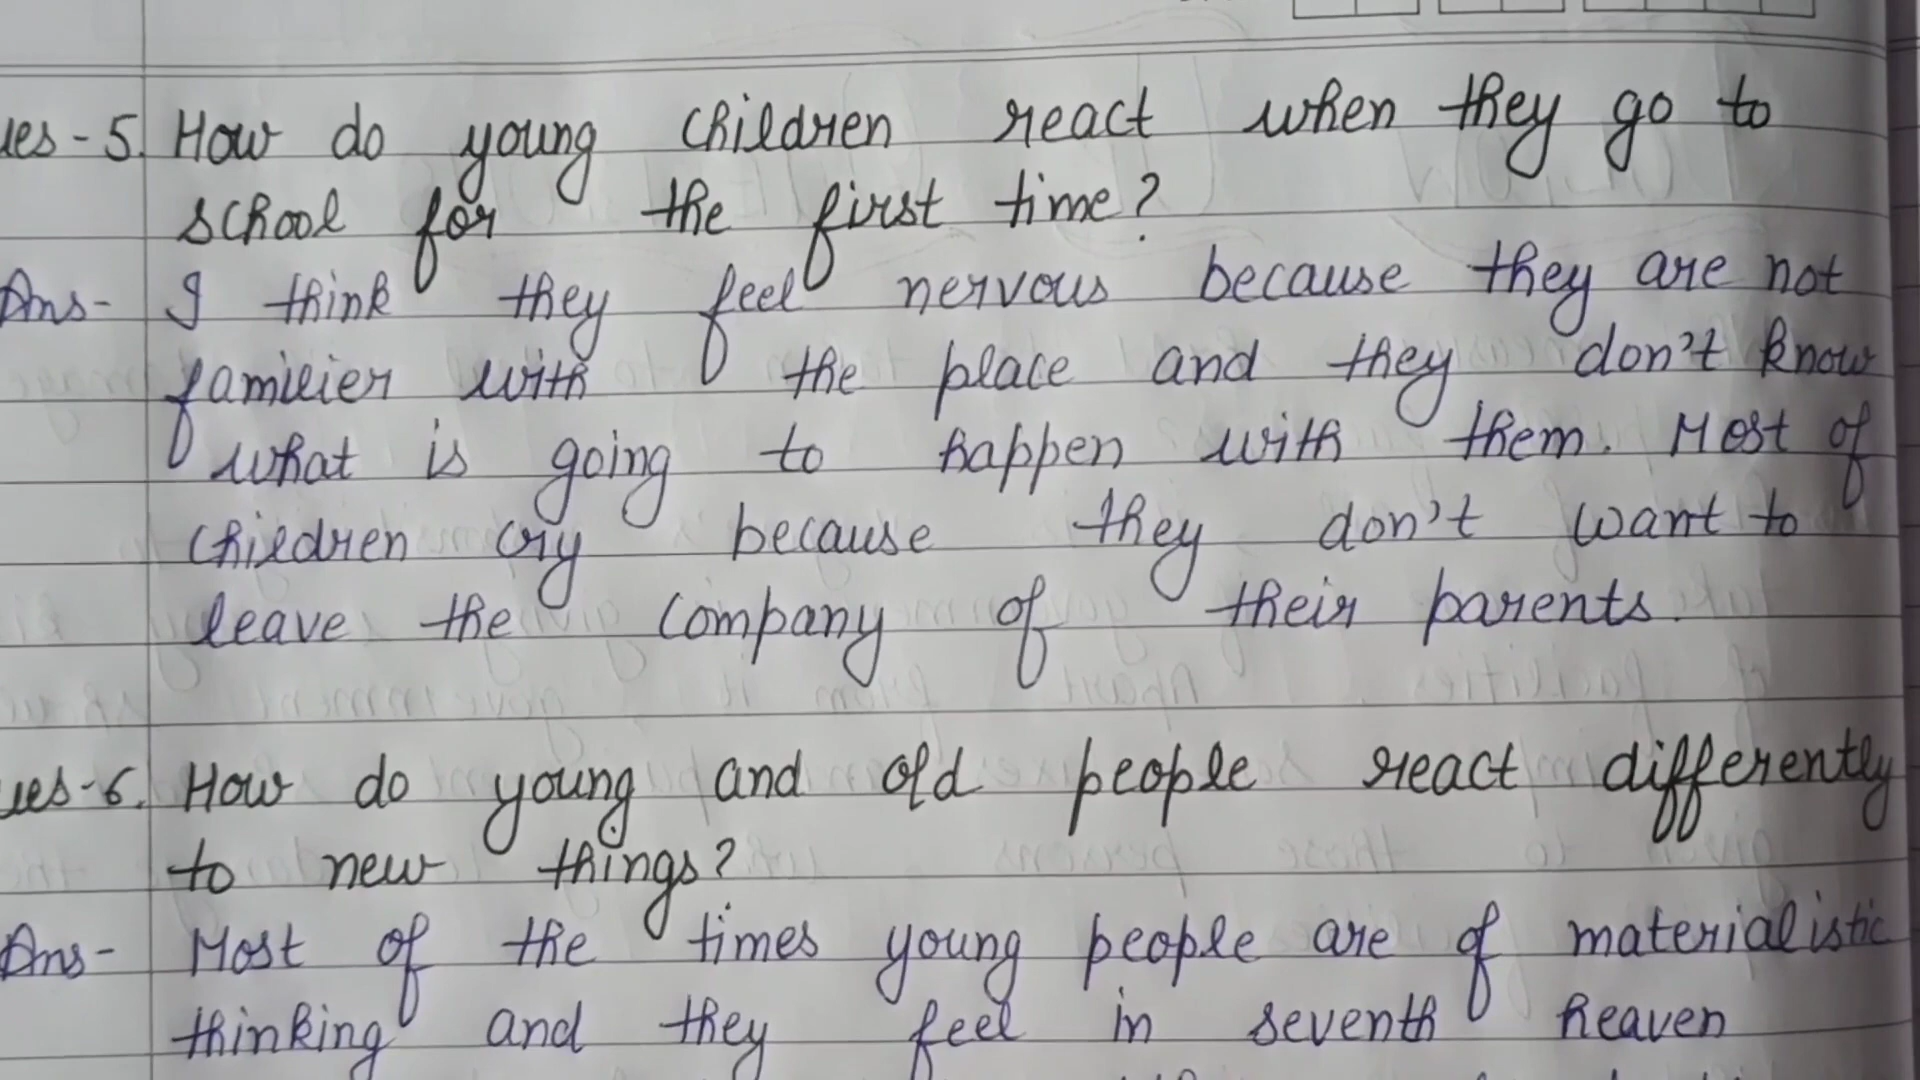 ues-5. How do young children react when they go to
school for the first time?
Ans- I think they feel nervous because they are not
familier with the place and they don't know
what is going to happen with them. Most of
children cry because they don't want to
leave the company of their parents.
ues-6. How do young and old people react differently
to new things?
Ans- Most of the times young people are of materialistic
thinking and they feel in seventh heaven